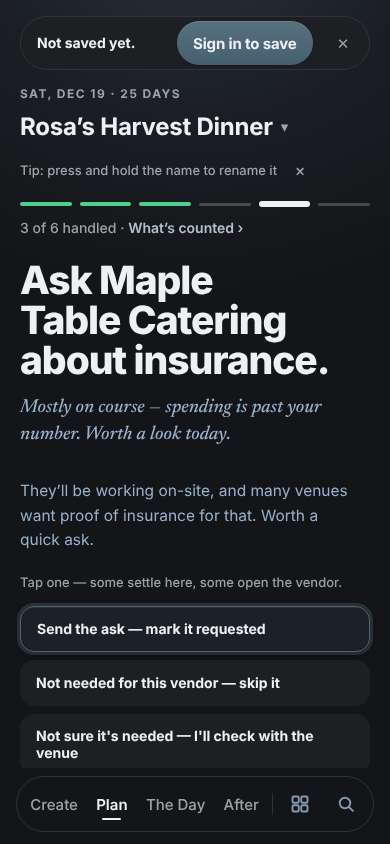 Not saved yet.
Sign in to save
×
SAT, DEC 19 · 25 DAYS
Rosa’s Harvest Dinner ▾
Tip: press and hold the name to rename it ×
3 of 6 handled · What’s counted ›
Ask Maple
Table Catering
about insurance.
Mostly on course — spending is past your
number. Worth a look today.
They’ll be working on-site, and many venues
want proof of insurance for that. Worth a
quick ask.
Tap one — some settle here, some open the vendor.
Send the ask — mark it requested
Not needed for this vendor — skip it
Not sure it's needed — I'll check with the
venue
Create Plan The Day After